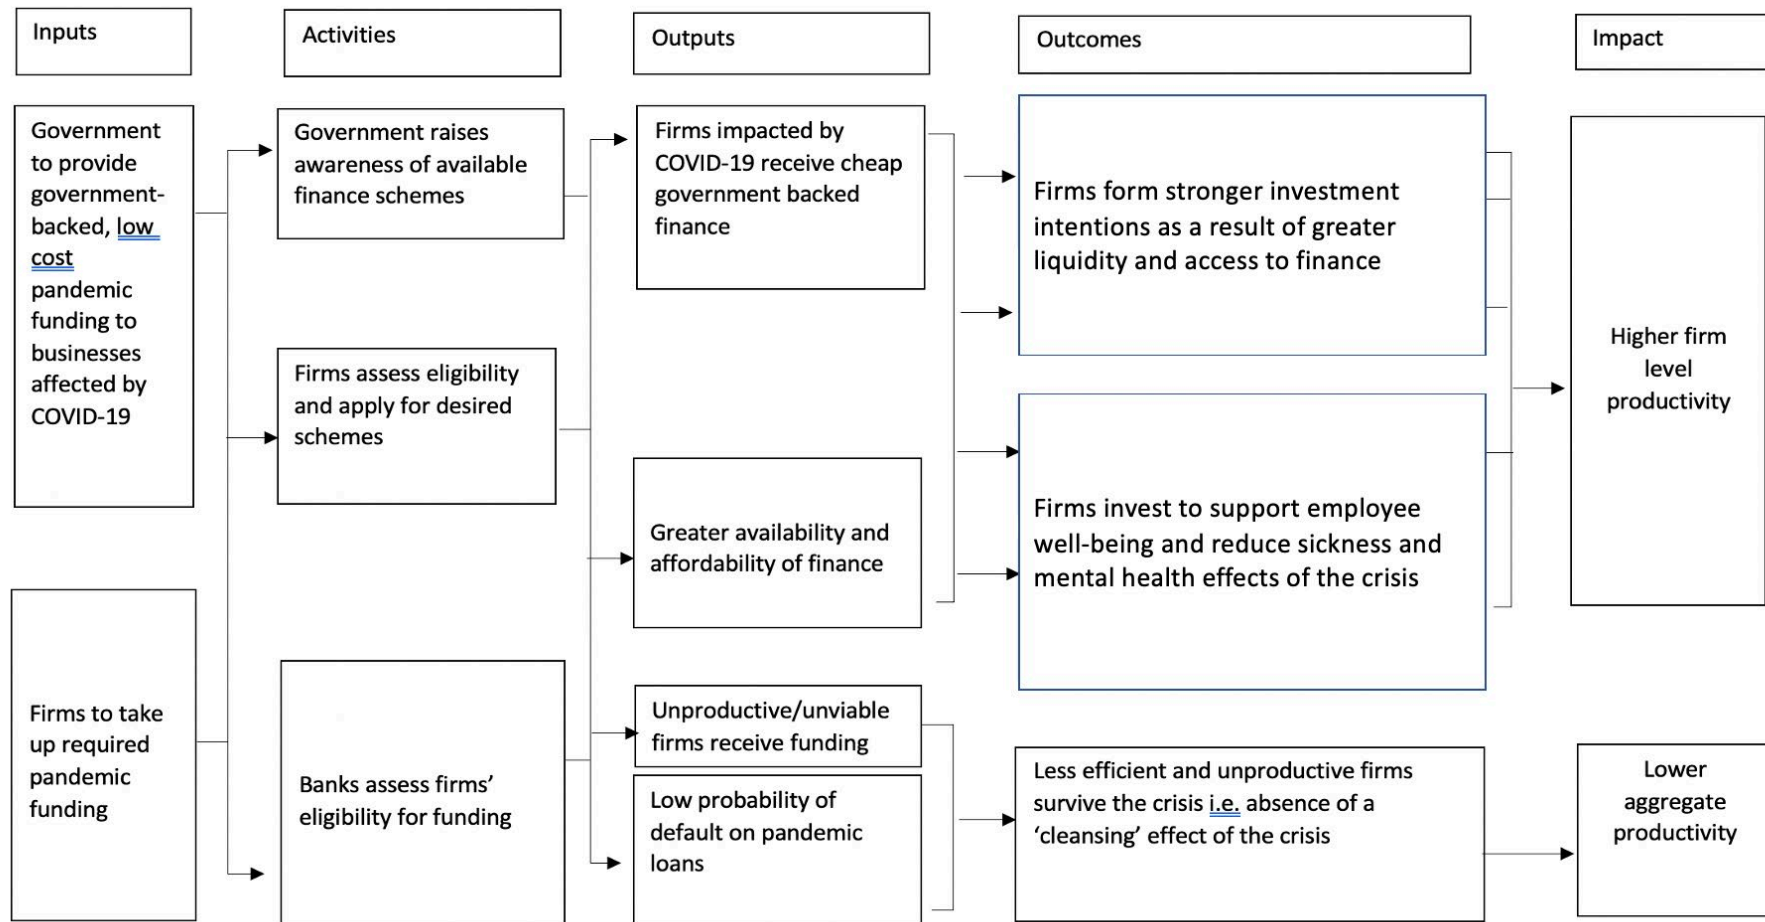 Inputs
Activities
Outputs
Outcomes
Impact
Government
to provide
government-
backed, low
cost
pandemic
funding to
businesses
affected by
COVID-19
Firms to take
up required
pandemic
funding
Government raises
awareness of available
finance schemes
Firms assess eligibility
and apply for desired
schemes
Banks assess firms’
eligibility for funding
Firms impacted by
COVID-19 receive cheap
government backed
finance
Greater availability and
affordability of finance
Unproductive/unviable
firms receive funding
Low probability of
default on pandemic
loans
Firms form stronger investment
intentions as a result of greater
liquidity and access to finance
Firms invest to support employee
well-being and reduce sickness and
mental health effects of the crisis
Less efficient and unproductive firms
survive the crisis i.e. absence of a
‘cleansing’ effect of the crisis
Higher firm
level
productivity
Lower
aggregate
productivity